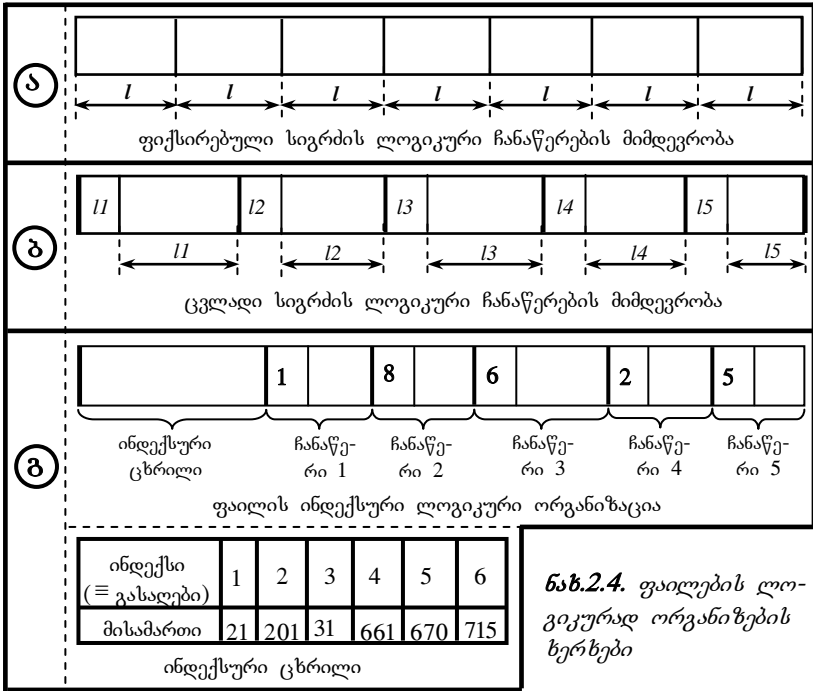 ა
l l l l l l l
ფიქსირებული სიგრძის ლოგიკური ჩანაწერების მიმდევრობა
ბ
l1 l2 l3 l4 l5
l1 l2 l3 l4 l5
ცვლადი სიგრძის ლოგიკური ჩანაწერების მიმდევრობა
გ
1 8 6 2 5
ინდექსური ჩანაწე- ჩანაწე- ჩანაწე- ჩანაწე- ჩანაწე-
ცხრილი რი 1 რი 2 რი 3 რი 4 რი 5
ფაილის ინდექსური ლოგიკური ორგანიზაცია
ინდექსი 1 2 3 4 5 6
(≡ გასაღები)
მისამართი 21 201 31 661 670 715
ინდექსური ცხრილი
ნახ.2.4. ფაილების ლო-
გიკურად ორგანიზების
ხერხები